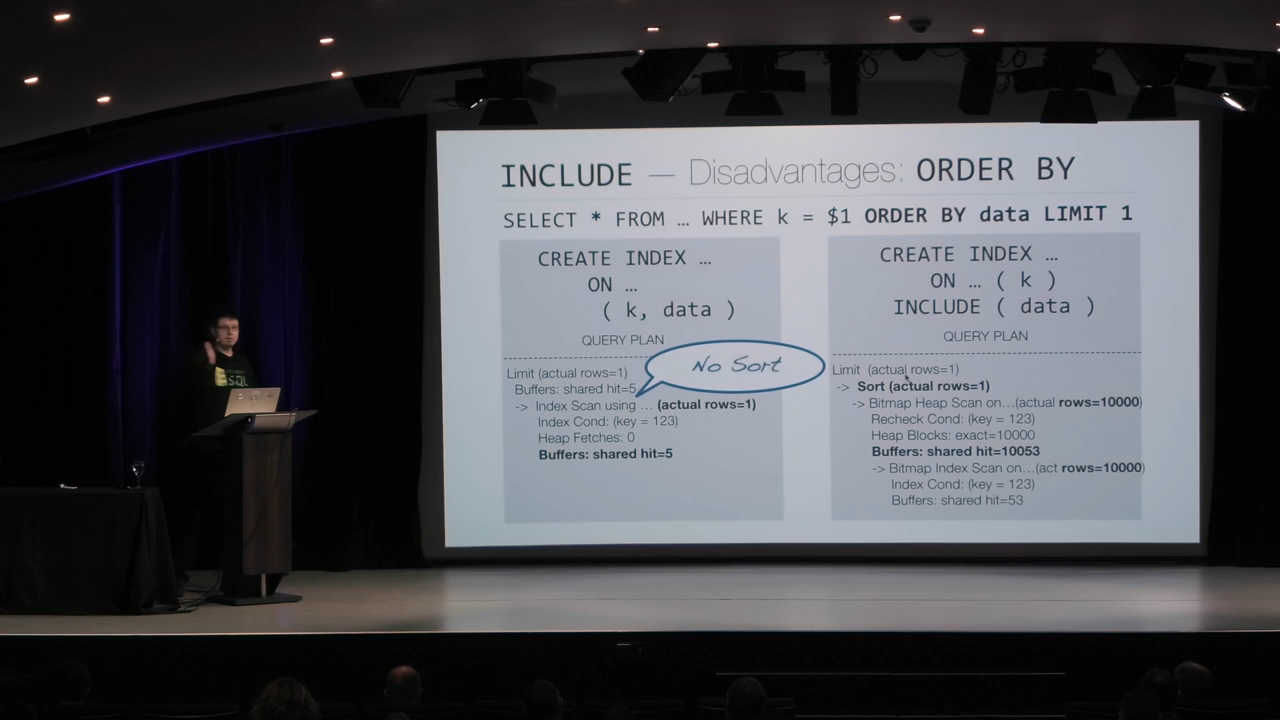 INCLUDE — Disadvantages: ORDER BY
SELECT * FROM … WHERE k = $1 ORDER BY data LIMIT 1
CREATE INDEX …
ON …
( k, data )
QUERY PLAN
Limit (actual rows=1)
Buffers: shared hit=5
-> Index Scan using … (actual rows=1)
Index Cond: (key = 123)
Heap Fetches: 0
Buffers: shared hit=5
No Sort
CREATE INDEX …
ON … ( k )
INCLUDE ( data )
QUERY PLAN
Limit (actual rows=1)
-> Sort (actual rows=1)
-> Bitmap Heap Scan on…(actual rows=10000)
Recheck Cond: (key = 123)
Heap Blocks: exact=10000
Buffers: shared hit=10053
-> Bitmap Index Scan on…(act rows=10000)
Index Cond: (key = 123)
Buffers: shared hit=53
SQL